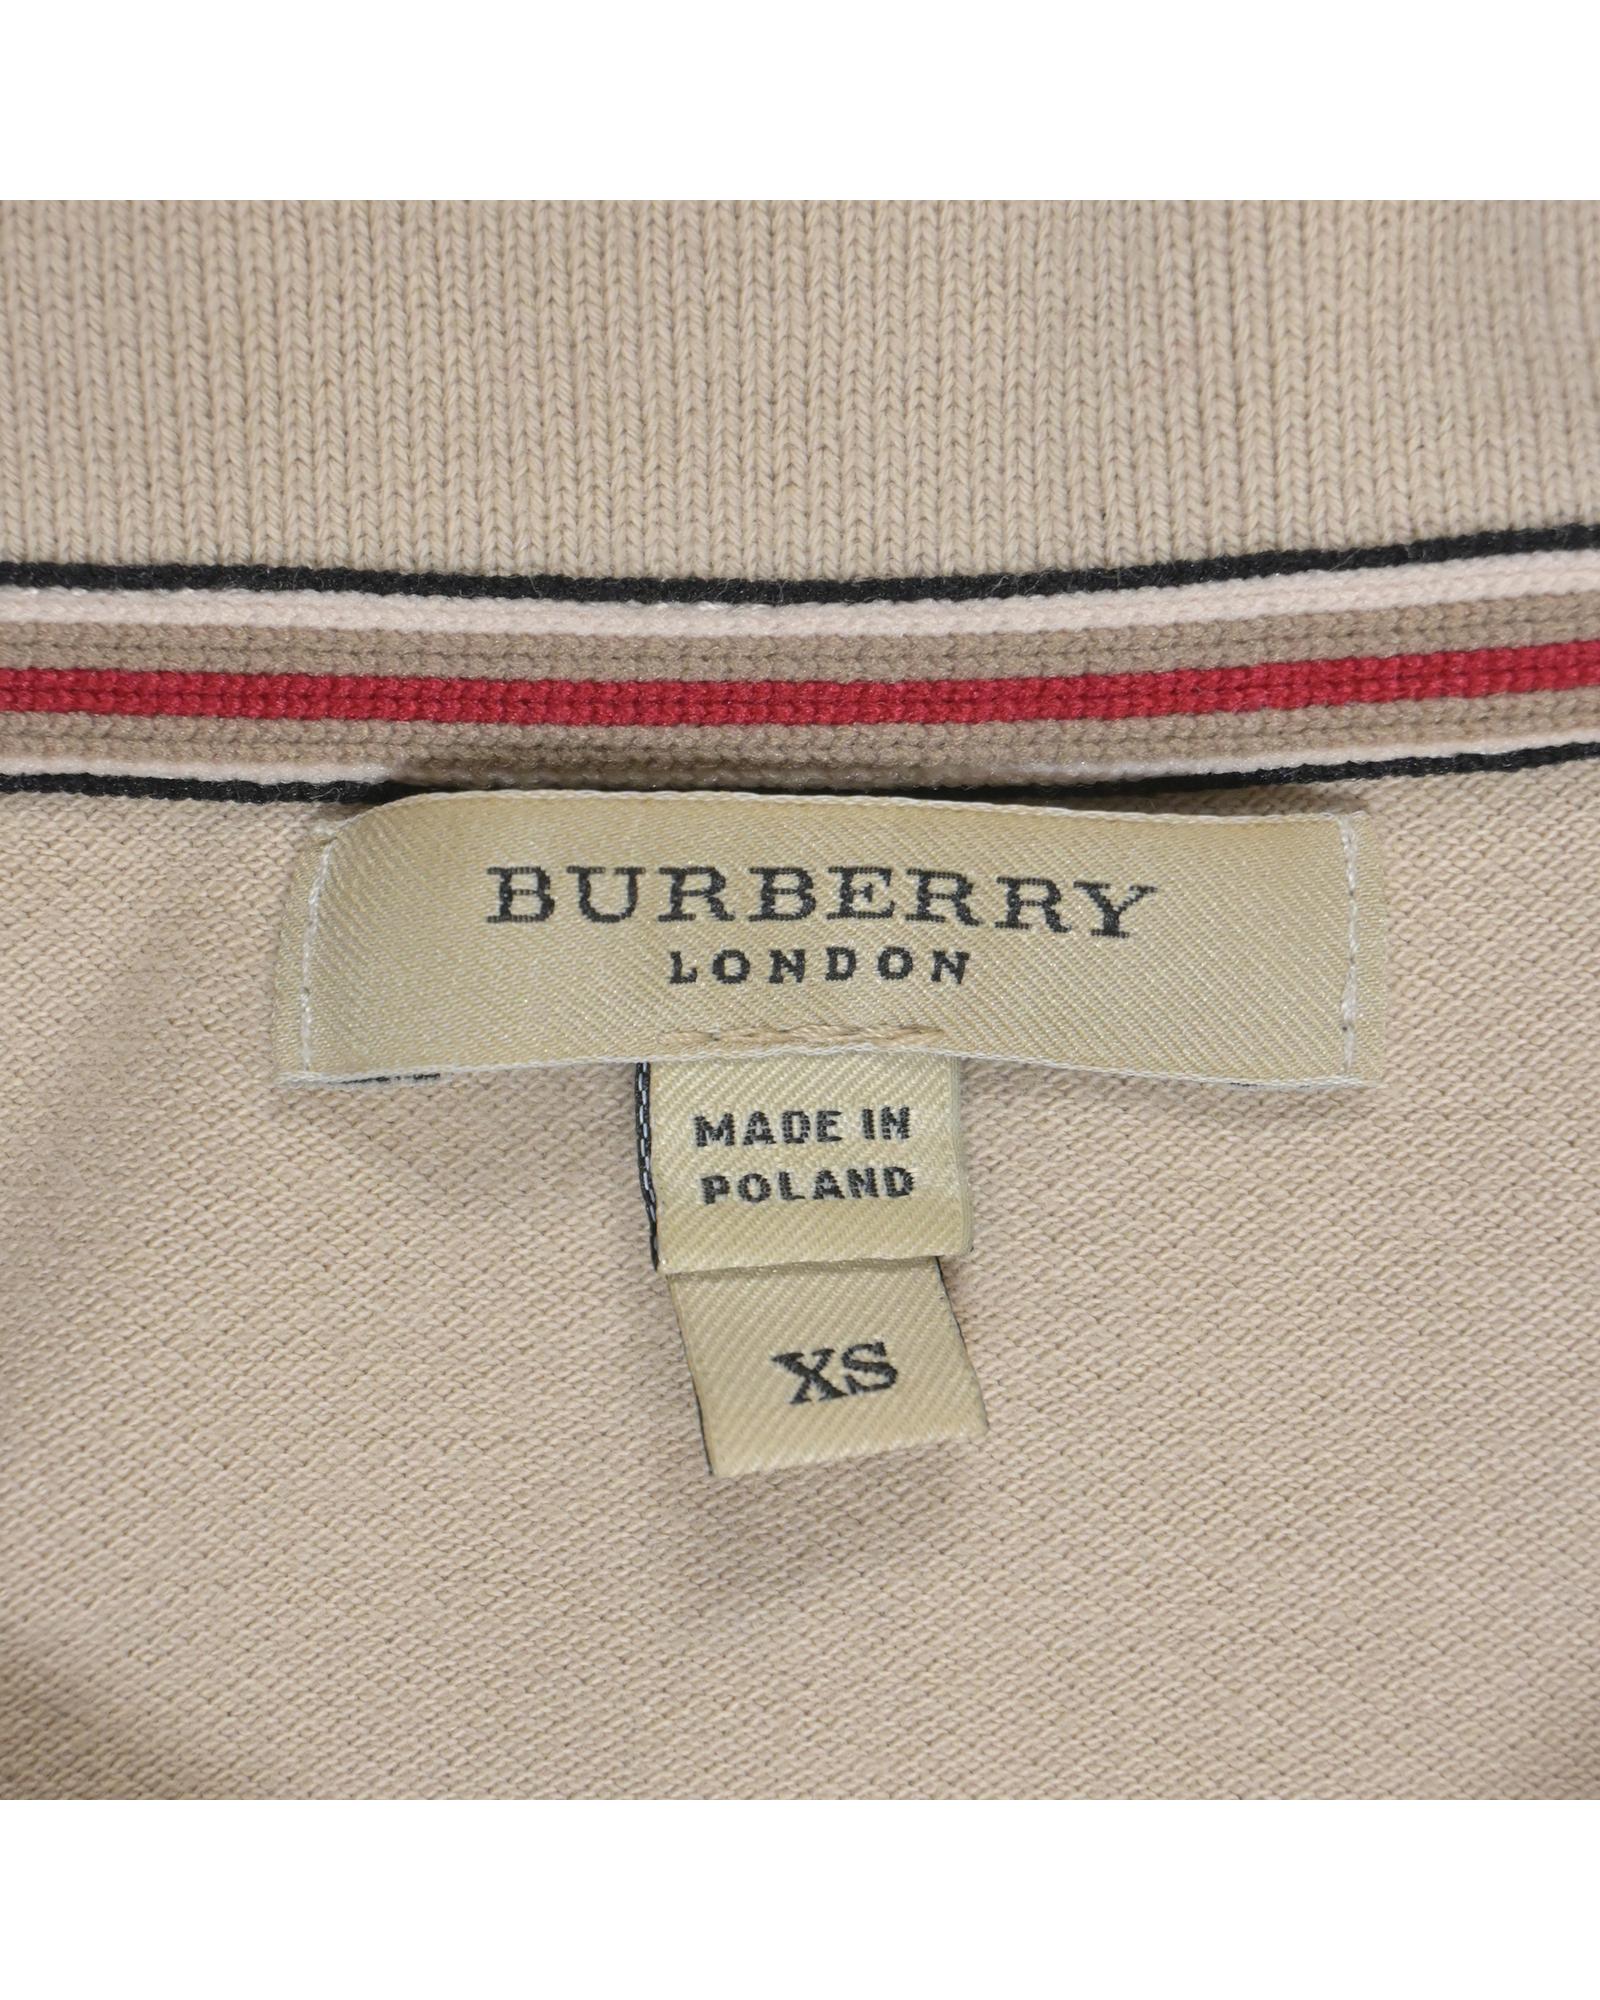 BURBERRY
LONDON
MADE IN
POLAND
XS